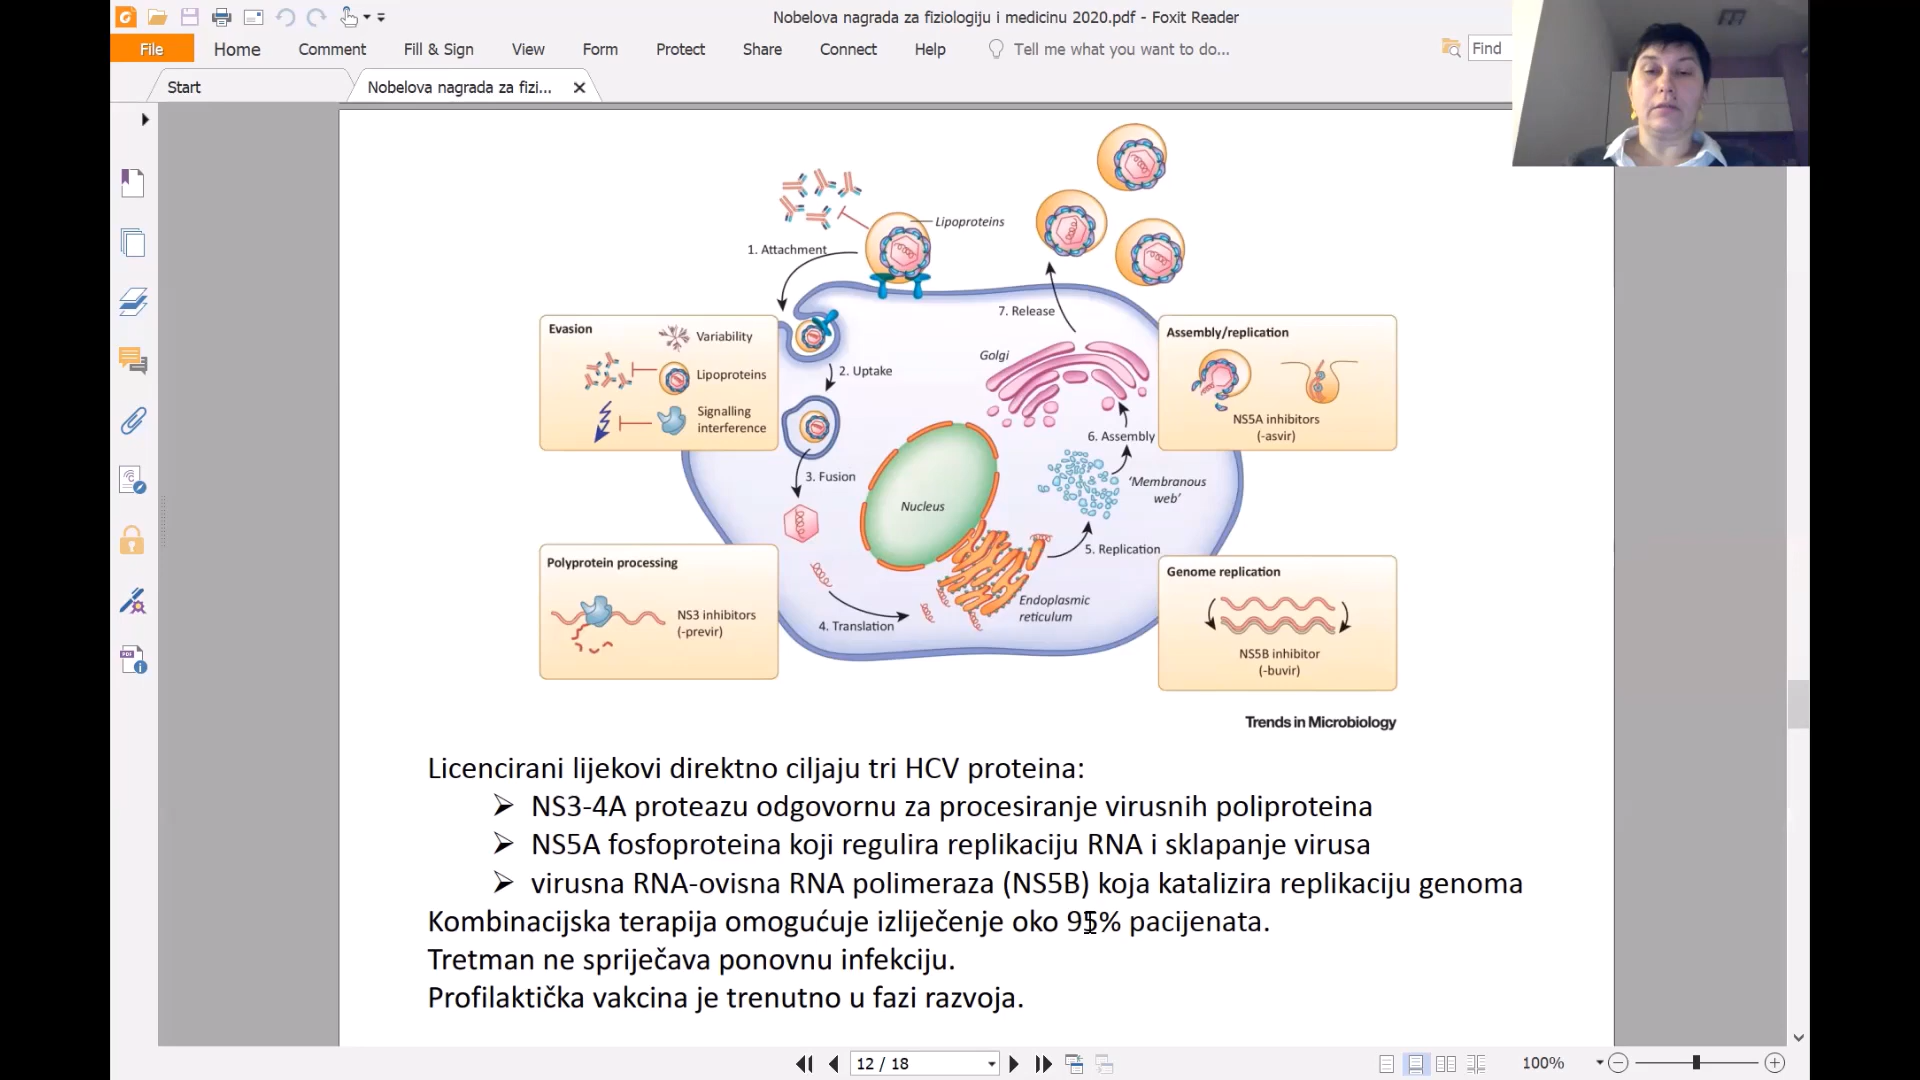 Nobelova nagrada za fiziologiju i medicinu 2020.pdf - Foxit Reader
File Home Comment Fill & Sign View Form Protect Share Connect Help Tell me what you want to do... Find
Start Nobelova nagrada za fizi...
Lipoproteins
1. Attachment
7. Release
Evasion
Variability
Lipoproteins
Signalling
interference
2. Uptake
Golgi
Assembly/replication
NS5A inhibitors
(-asvir)
6. Assembly
3. Fusion
Nucleus
'Membranous
web'
5. Replication
Polyprotein processing
NS3 inhibitors
(-previr)
4. Translation
Endoplasmic
reticulum
Genome replication
NS5B inhibitor
(-buvir)
Trends in Microbiology
Licencirani lijekovi direktno ciljaju tri HCV proteina:
➢ NS3-4A proteazu odgovornu za procesiranje virusnih poliproteina
➢ NS5A fosfoproteina koji regulira replikaciju RNA i sklapanje virusa
➢ virusna RNA-ovisna RNA polimeraza (NS5B) koja katalizira replikaciju genoma
Kombinacijska terapija omogućuje izliječenje oko 95% pacijenata.
Tretman ne spriječava ponovnu infekciju.
Profilaktička vakcina je trenutno u fazi razvoja.
12 / 18
100%